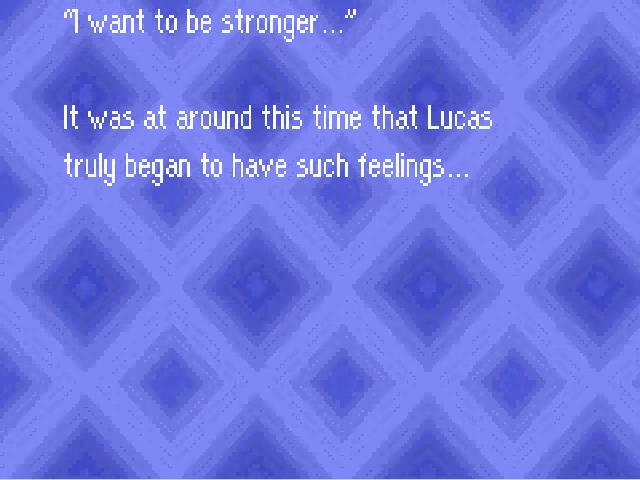 "I want to be stronger..."
It was at around this time that Lucas
truly began to have such feelings...